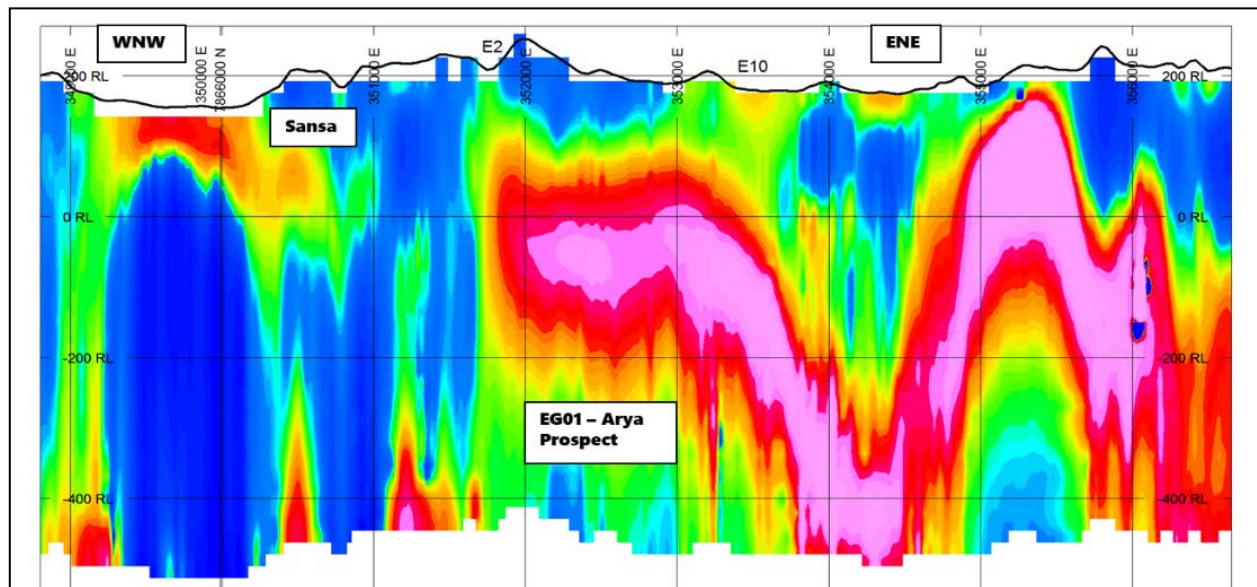 WNW
ENE
E2
E10
349000 E
350000 E
7866000 N
351000 E
352000 E
353000 E
354000 E
355000 E
356000 E
200 RL
200 RL
Sansa
0 RL
0 RL
-200 RL
-200 RL
EG01 – Arya
Prospect
-400 RL
-400 RL